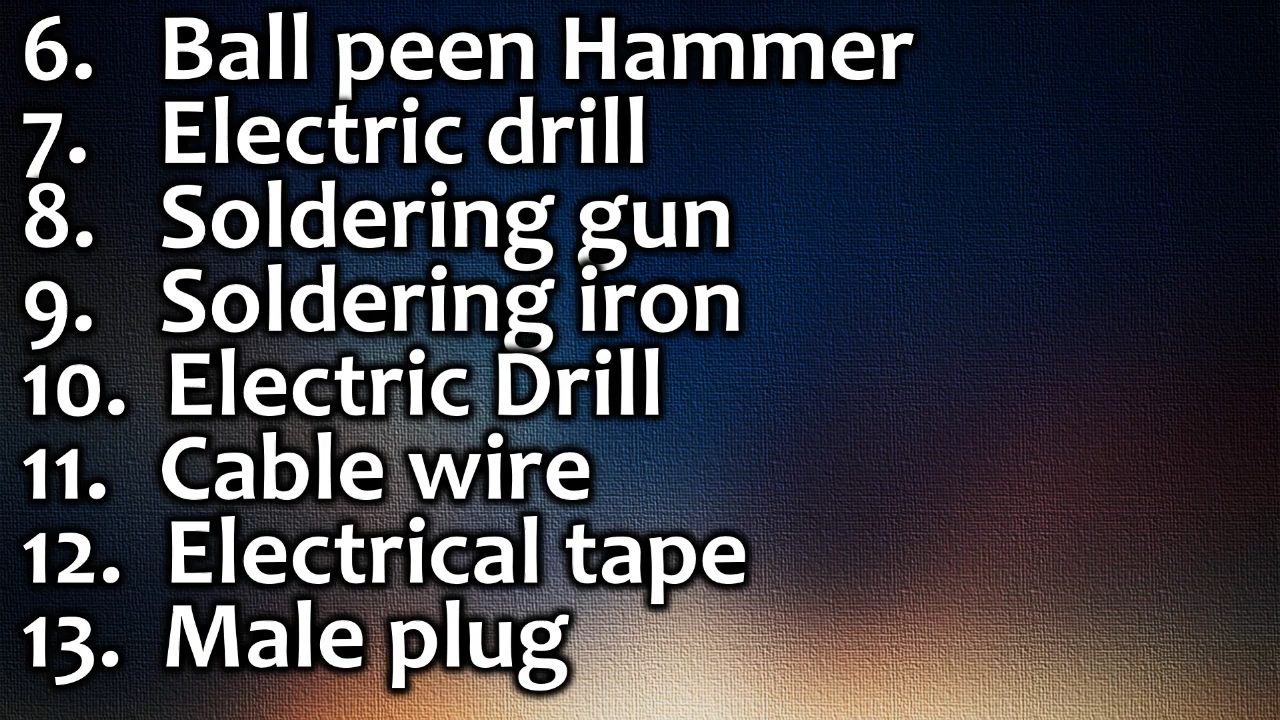 6. Ball peen Hammer
7. Electric drill
8. Soldering gun
9. Soldering iron
10. Electric Drill
11. Cable wire
12. Electrical tape
13. Male plug